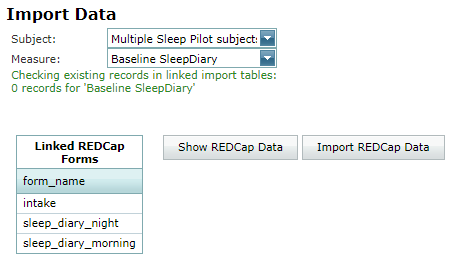 Import Data
Subject: Multiple Sleep Pilot subjects
Measure: Baseline SleepDiary
Checking existing records in linked import tables:
0 records for 'Baseline SleepDiary'
Linked REDCap
Forms
Show REDCap Data Import REDCap Data
form_name
intake
sleep_diary_night
sleep_diary_morning